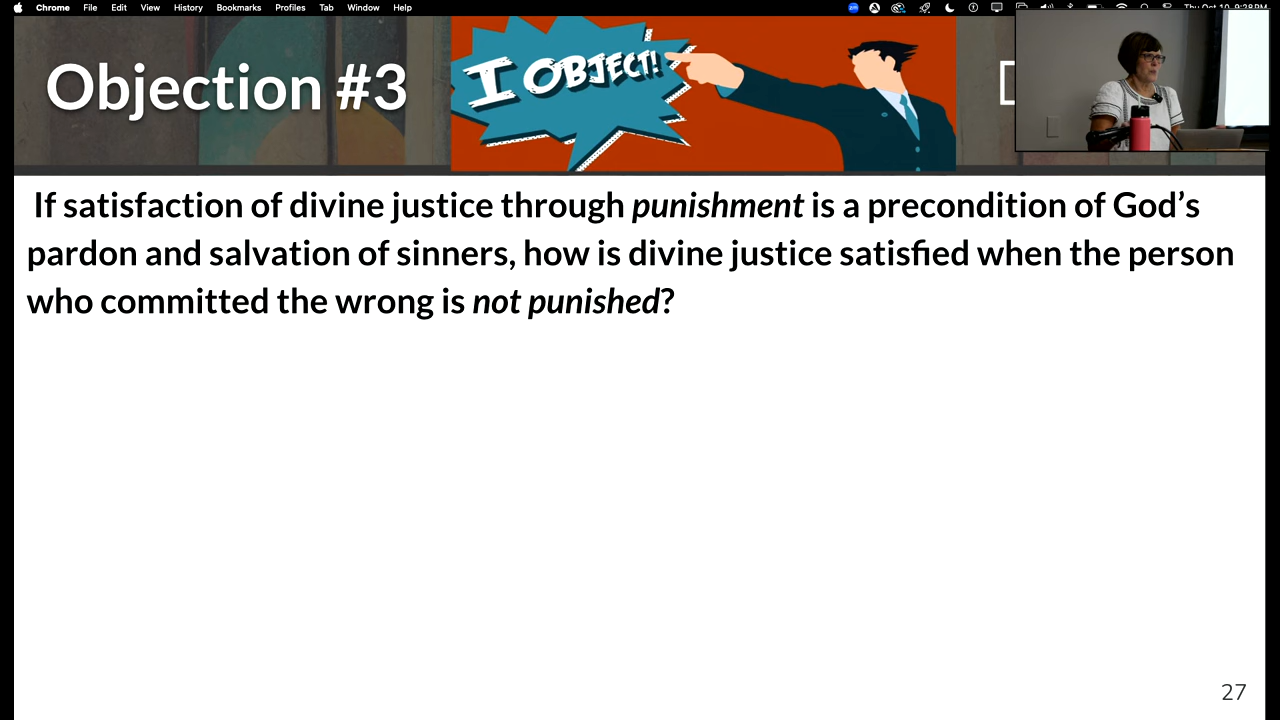 Chrome File Edit View History Bookmarks Profiles Tab Window Help
Objection #3
I OBJECT!
If satisfaction of divine justice through punishment is a precondition of God’s
pardon and salvation of sinners, how is divine justice satisfied when the person
who committed the wrong is not punished?
27